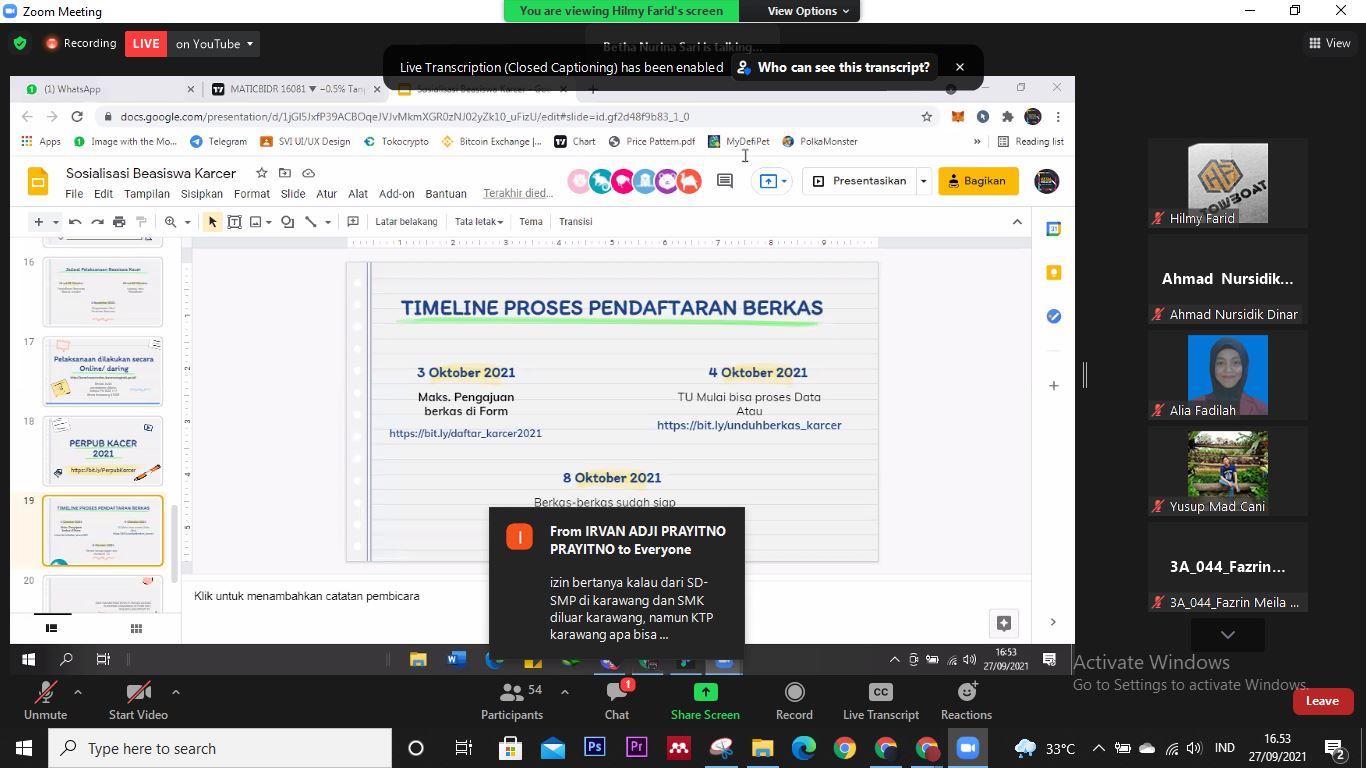 Zoom Meeting
You are viewing Hilmy Farid's screen
View Options
Recording
LIVE
on YouTube
Betha Nurina Sari is talking...
View
Live Transcription (Closed Captioning) has been enabled
Who can see this transcript?
(1) WhatsApp
MATICBIDR 16081 ▼ −0.5% Tan
Sosialisasi Beasiswa Karcer - Goo
docs.google.com/presentation/d/1jGI5JxfP39ACBOqeJVJvMkmXGR0zNJ02yZk10_uFizU/edit#slide=id.gf2d48f9b83_1_0
Apps
Image with the Mo...
Telegram
SVI UI/UX Design
Tokocrypto
Bitcoin Exchange |...
Chart
Price Pattern.pdf
MyDefiPet
PolkaMonster
»
Reading list
Sosialisasi Beasiswa Karcer
File Edit Tampilan Sisipkan Format Slide Atur Alat Add-on Bantuan Terakhir died...
Presentasikan
Bagikan
Latar belakang
Tata letak
Tema
Transisi
16
Jadwal Pelaksanaan Beasiswa Kacer
17
Pelaksanaan dilakukan secara
Online/ daring
18
PERPUB KACER
2021
https://bit.ly/PerpubKarcer
19
TIMELINE PROSES PENDAFTARAN BERKAS
20
TIMELINE PROSES PENDAFTARAN BERKAS
3 Oktober 2021
Maks. Pengajuan
berkas di Form
https://bit.ly/daftar_karcer2021
4 Oktober 2021
TU Mulai bisa proses Data
Atau
https://bit.ly/unduhberkas_karcer
8 Oktober 2021
Berkas-berkas sudah siap
Klik untuk menambahkan catatan pembicara
From IRVAN ADJI PRAYITNO
PRAYITNO to Everyone
izin bertanya kalau dari SD-
SMP di karawang dan SMK
diluar karawang, namun KTP
karawang apa bisa ...
Hilmy Farid
Ahmad Nursidik...
Ahmad Nursidik Dinar
Alia Fadilah
Yusup Mad Cani
3A_044_Fazrin...
3A_044_Fazrin Meila ...
16:53
27/09/2021
Activate Windows
Go to Settings to activate Windows.
Unmute
Start Video
54
Participants
1
Chat
Share Screen
Record
CC
Live Transcript
Reactions
Leave
Type here to search
Ps
Pr
33°C
IND
16.53
27/09/2021
2